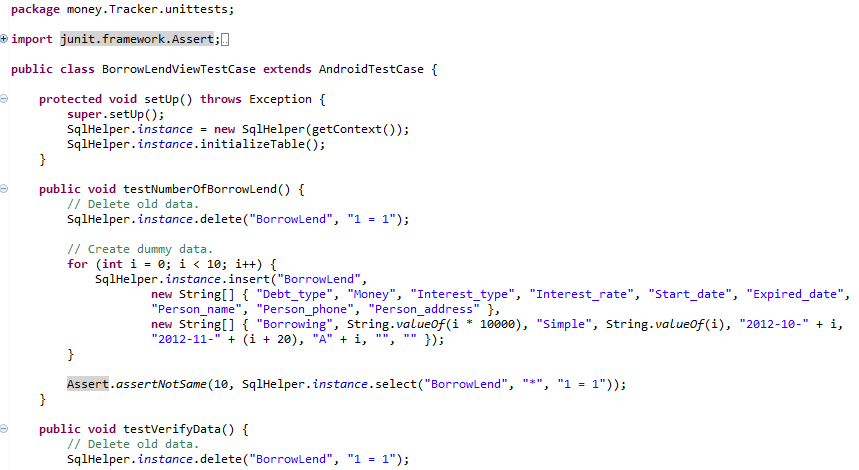 package money.Tracker.unittests;
import junit.framework.Assert;
public class BorrowLendViewTestCase extends AndroidTestCase {
protected void setUp() throws Exception {
super.setUp();
SqlHelper.instance = new SqlHelper(getContext());
SqlHelper.instance.initializeTable();
}
public void testNumberOfBorrowLend() {
// Delete old data.
SqlHelper.instance.delete("BorrowLend", "1 = 1");
// Create dummy data.
for (int i = 0; i < 10; i++) {
SqlHelper.instance.insert("BorrowLend",
new String[] { "Debt_type", "Money", "Interest_type", "Interest_rate", "Start_date", "Expired_date",
"Person_name", "Person_phone", "Person_address" },
new String[] { "Borrowing", String.valueOf(i * 10000), "Simple", String.valueOf(i), "2012-10-" + i,
"2012-11-" + (i + 20), "A" + i, "", "" });
}
Assert.assertNotSame(10, SqlHelper.instance.select("BorrowLend", "*", "1 = 1"));
}
public void testVerifyData() {
// Delete old data.
SqlHelper.instance.delete("BorrowLend", "1 = 1");